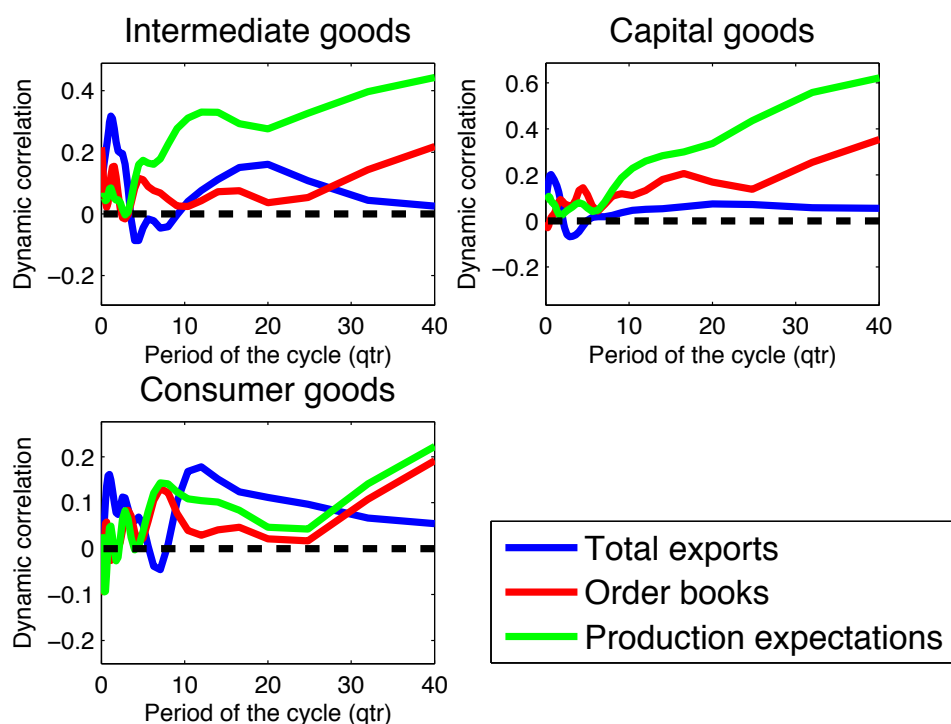 Intermediate goods
Dynamic correlation
0.4
0.2
0
−0.2
0 10 20 30 40
Period of the cycle (qtr)
Capital goods
Dynamic correlation
0.6
0.4
0.2
0
−0.2
0 10 20 30 40
Period of the cycle (qtr)
Consumer goods
Dynamic correlation
0.2
0.1
0
−0.1
−0.2
0 10 20 30 40
Period of the cycle (qtr)
Total exports
Order books
Production expectations